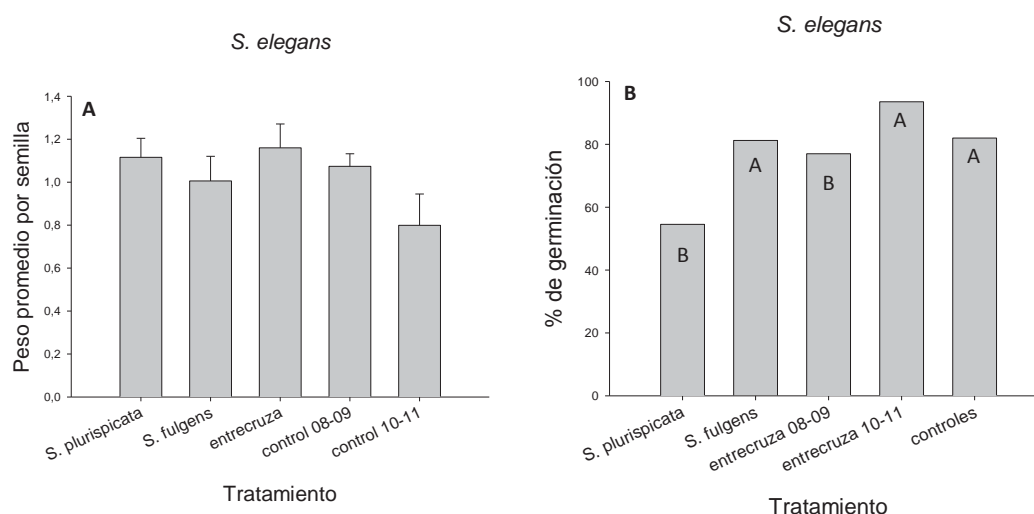 S. elegans
A
Peso promedio por semilla
1,4
1,2
1,0
0,8
0,6
0,4
0,2
0,0
S. plurispicata
S. fulgens
entrecruza
control 08-09
control 10-11
Tratamiento
S. elegans
B
% de germinación
100
80
60
40
20
0
B
A
B
A
A
S. plurispicata
S. fulgens
entrecruza 08-09
entrecruza 10-11
controles
Tratamiento